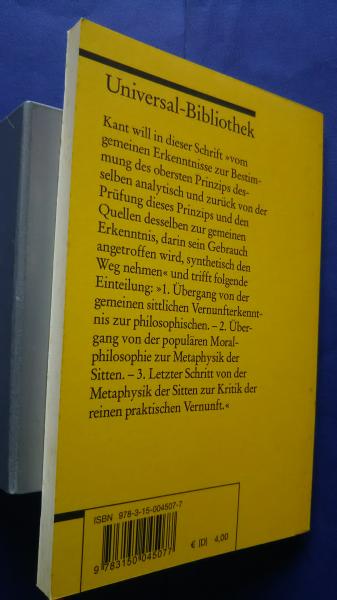 Universal-Bibliothek
Kant will in dieser Schrift »vom
gemeinen Erkenntnisse zur Bestim-
mung des obersten Prinzips des-
selben analytisch und zurück von der
Prüfung dieses Prinzips und den
Quellen desselben zur gemeinen
Erkenntnis, darin sein Gebrauch
angetroffen wird, synthetisch den
Weg nehmen« und trifft folgende
Einteilung: »1. Übergang von der
gemeinen sittlichen Vernunfterkennt-
nis zur philosophischen. – 2. Über-
gang von der populären Moral-
philosophie zur Metaphysik der
Sitten. – 3. Letzter Schritt von der
Metaphysik der Sitten zur Kritik der
reinen praktischen Vernunft.«
ISBN 978-3-15-004507-7
9 783150 045077
€ [D] 4,00